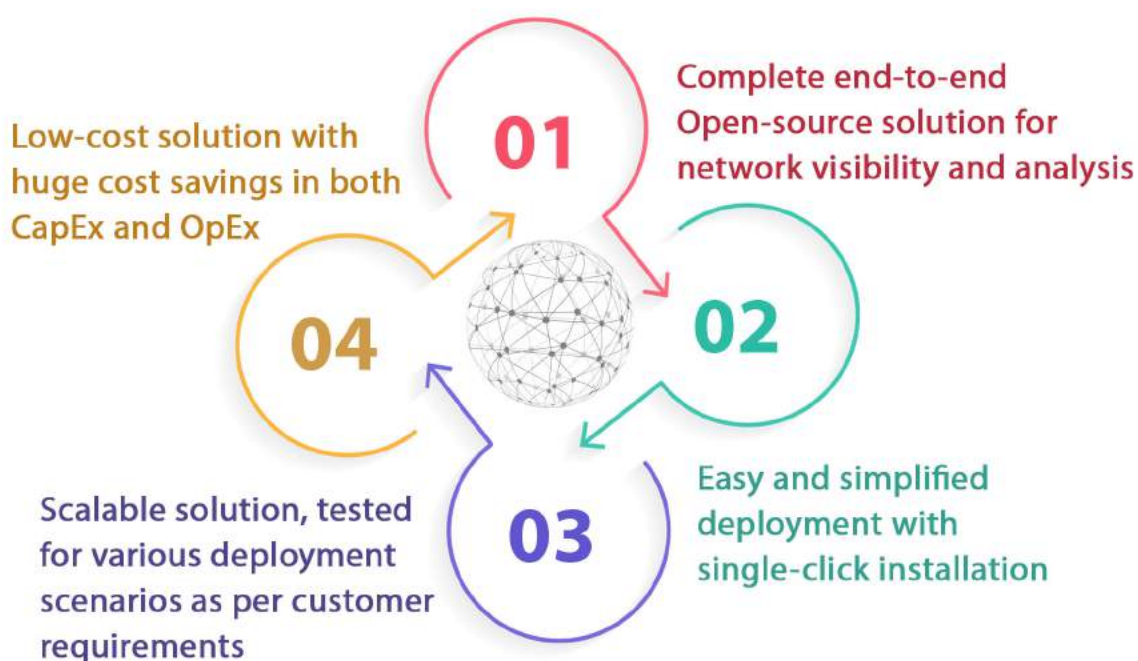 01
Complete end-to-end
Open-source solution for
network visibility and analysis
02
Easy and simplified
deployment with
single-click installation
03
Scalable solution, tested
for various deployment
scenarios as per customer
requirements
04
Low-cost solution with
huge cost savings in both
CapEx and OpEx